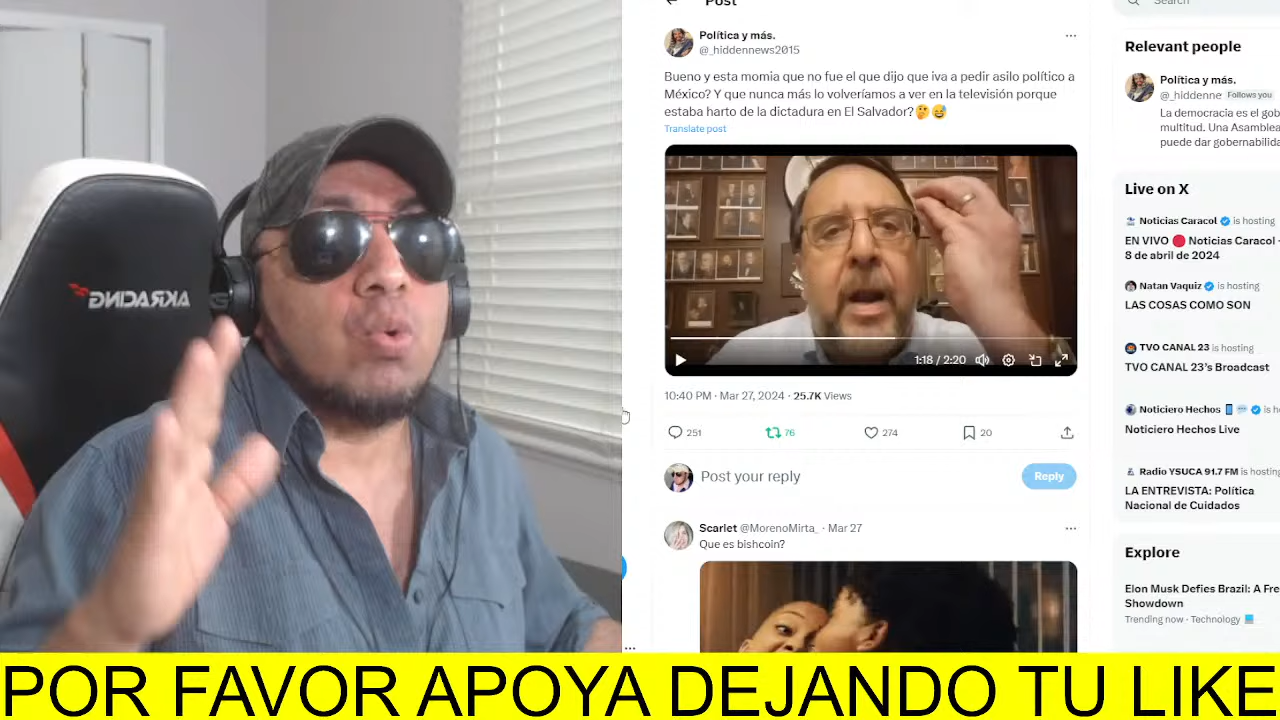 Post
Search
Política y más.
@_hiddennews2015
Bueno y esta momia que no fue el que dijo que iva a pedir asilo político a
México? Y que nunca más lo volveríamos a ver en la televisión porque
estaba harto de la dictadura en El Salvador?🤔😅
Translate post
1:18 / 2:20
10:40 PM · Mar 27, 2024 · 25.7K Views
251
76
274
20
Post your reply
Reply
Scarlet @MorenoMirta_ · Mar 27
Que es bishcoin?
Relevant people
Política y más.
@_hiddenne Follows you
La democracia es el gob
multitud. Una Asamblea
puede dar gobernabilida
Live on X
Noticias Caracol is hosting
EN VIVO 🔴 Noticias Caracol -
8 de abril de 2024
Natan Vaquiz is hosting
LAS COSAS COMO SON
TVO CANAL 23 is hosting
TVO CANAL 23’s Broadcast
Noticiero Hechos is h
Noticiero Hechos Live
Radio YSUCA 91.7 FM is hosting
LA ENTREVISTA: Política
Nacional de Cuidados
Explore
Elon Musk Defies Brazil: A Fre
Showdown
Trending now · Technology
AKRACING
POR FAVOR APOYA DEJANDO TU LIKE